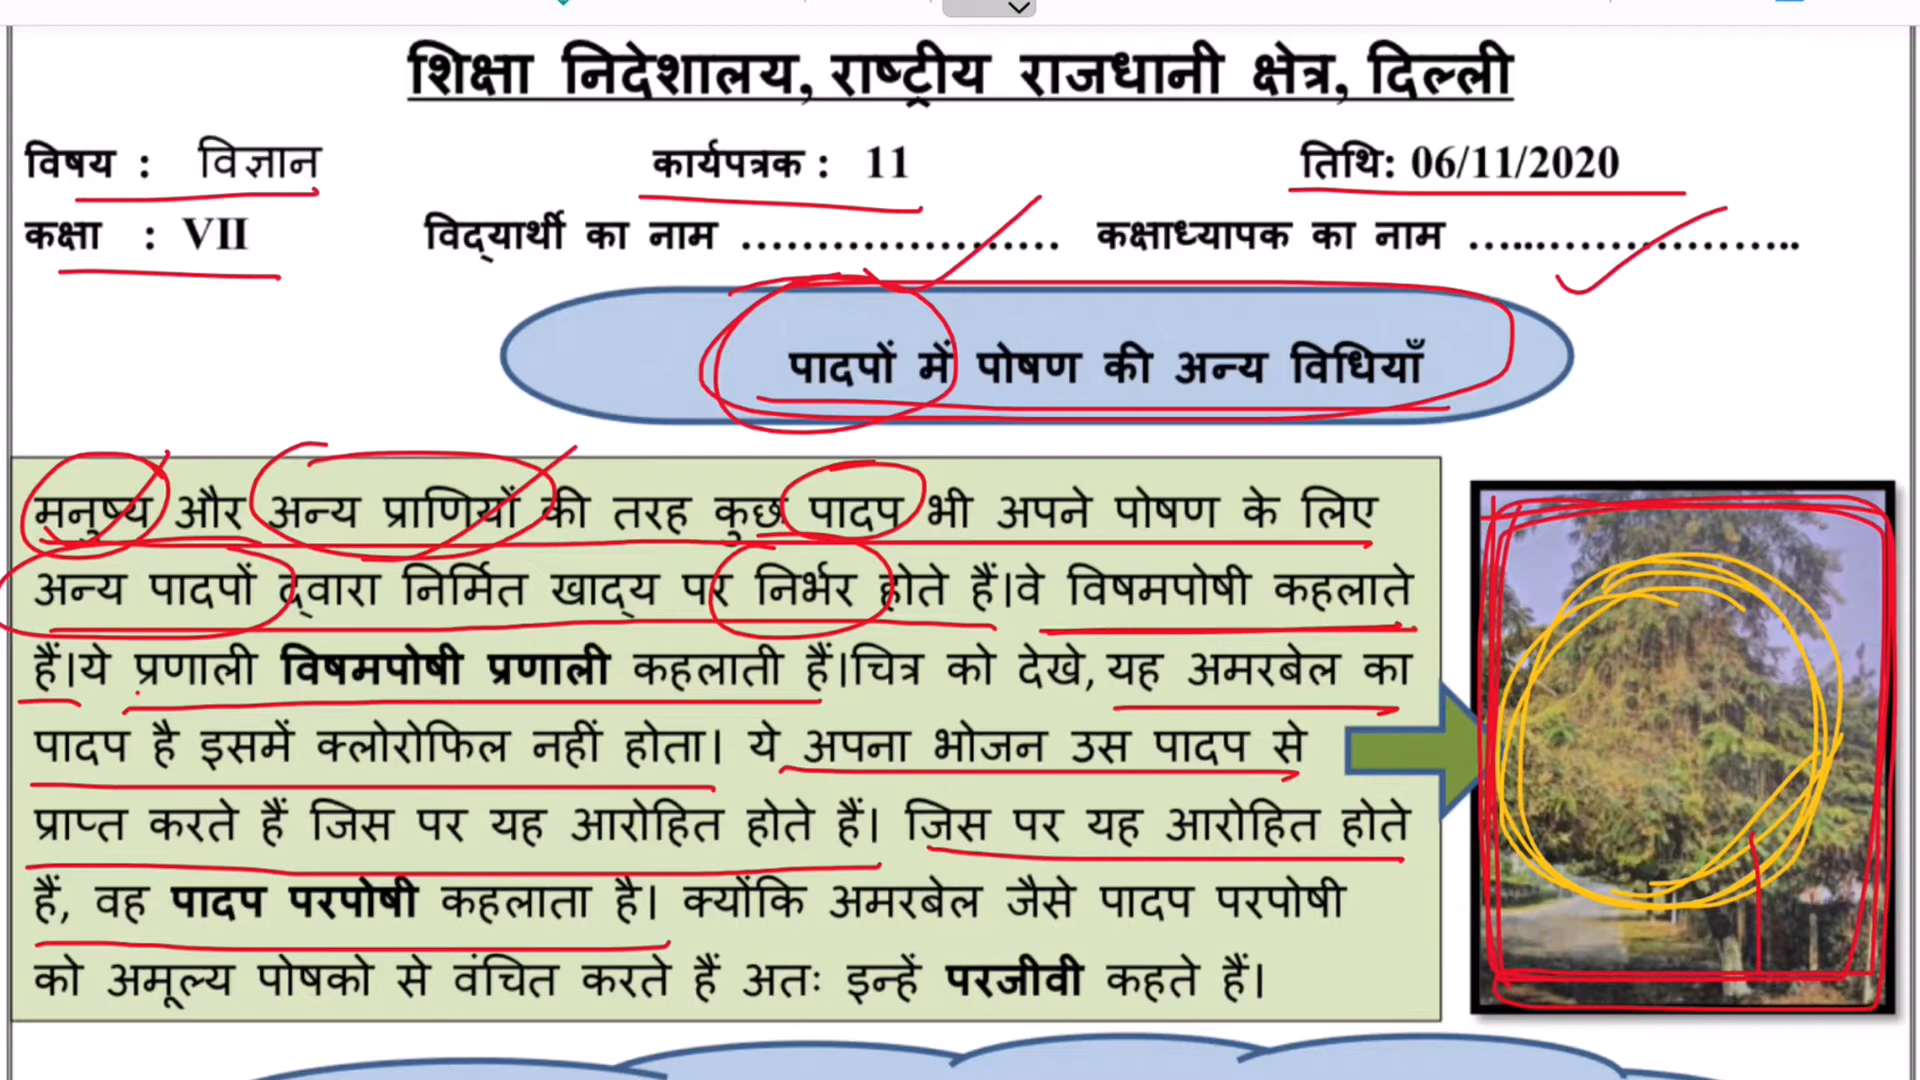 शिक्षा निदेशालय, राष्ट्रीय राजधानी क्षेत्र, दिल्ली
विषय : विज्ञान कार्यपत्रक : 11 तिथि: 06/11/2020
कक्षा : VII विद्यार्थी का नाम ..................... कक्षाध्यापक का नाम ......................
पादपों में पोषण की अन्य विधियाँ
मनुष्य और अन्य प्राणियों की तरह कुछ पादप भी अपने पोषण के लिए
अन्य पादपों द्वारा निर्मित खाद्य पर निर्भर होते हैं।वे विषमपोषी कहलाते
हैं।ये प्रणाली विषमपोषी प्रणाली कहलाती हैं।चित्र को देखे, यह अमरबेल का
पादप है इसमें क्लोरोफिल नहीं होता। ये अपना भोजन उस पादप से
प्राप्त करते हैं जिस पर यह आरोहित होते हैं। जिस पर यह आरोहित होते
हैं, वह पादप परपोषी कहलाता है। क्योंकि अमरबेल जैसे पादप परपोषी
को अमूल्य पोषको से वंचित करते हैं अतः इन्हें परजीवी कहते हैं।